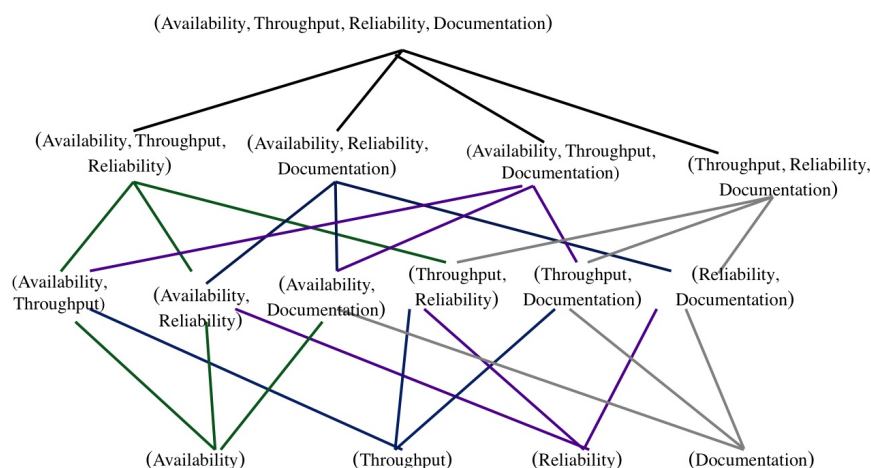 (Availability, Throughput, Reliability, Documentation)
(Availability, Throughput,
Reliability)
(Availability, Reliability,
Documentation)
(Availability, Throughput,
Documentation)
(Throughput, Reliability,
Documentation)
(Availability,
Throughput)
(Availability,
Reliability)
(Availability,
Documentation)
(Throughput,
Reliability)
(Throughput,
Documentation)
(Reliability,
Documentation)
(Availability)
(Throughput)
(Reliability)
(Documentation)